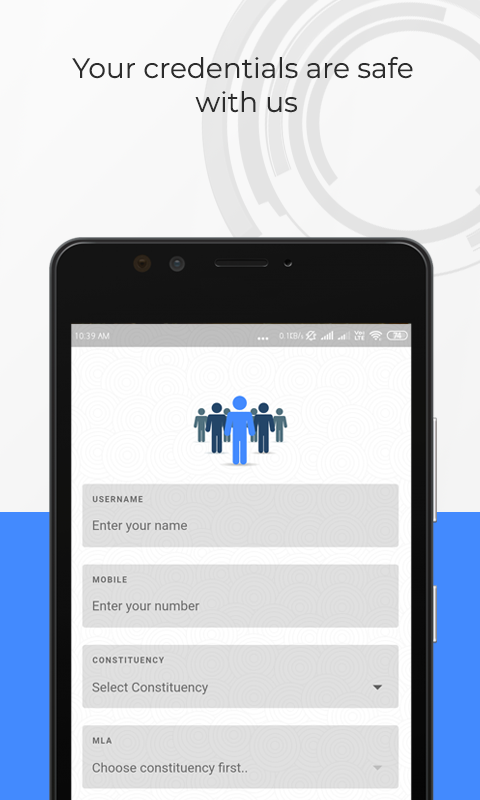 Your credentials are safe
with us
10:39 AM
... 0.1KB/s Vo LTE 36
USERNAME
Enter your name
MOBILE
Enter your number
CONSTITUENCY
Select Constituency
MLA
Choose constituency first..